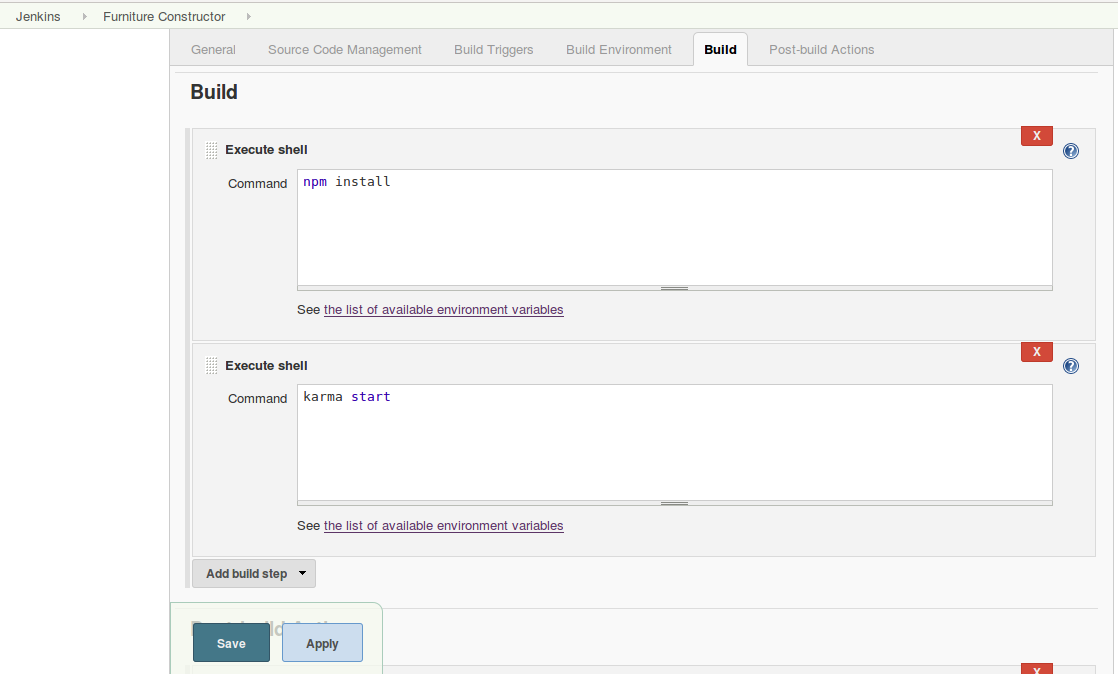 Jenkins Furniture Constructor
General Source Code Management Build Triggers Build Environment Build Post-build Actions
Build
X
Execute shell
?
Command
npm install
See the list of available environment variables
X
Execute shell
?
Command
karma start
See the list of available environment variables
Add build step
Save Apply
X